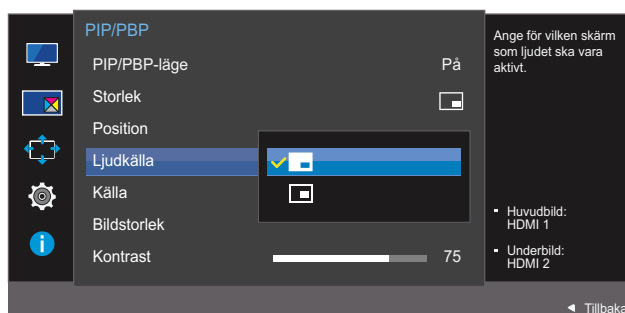 PIP/PBP
PIP/PBP-läge På
Storlek
Position
Ljudkälla
Källa
Bildstorlek
Kontrast 75
Ange för vilken skärm
som ljudet ska vara
aktivt.
Huvudbild:
HDMI 1
Underbild:
HDMI 2
Tillbaka